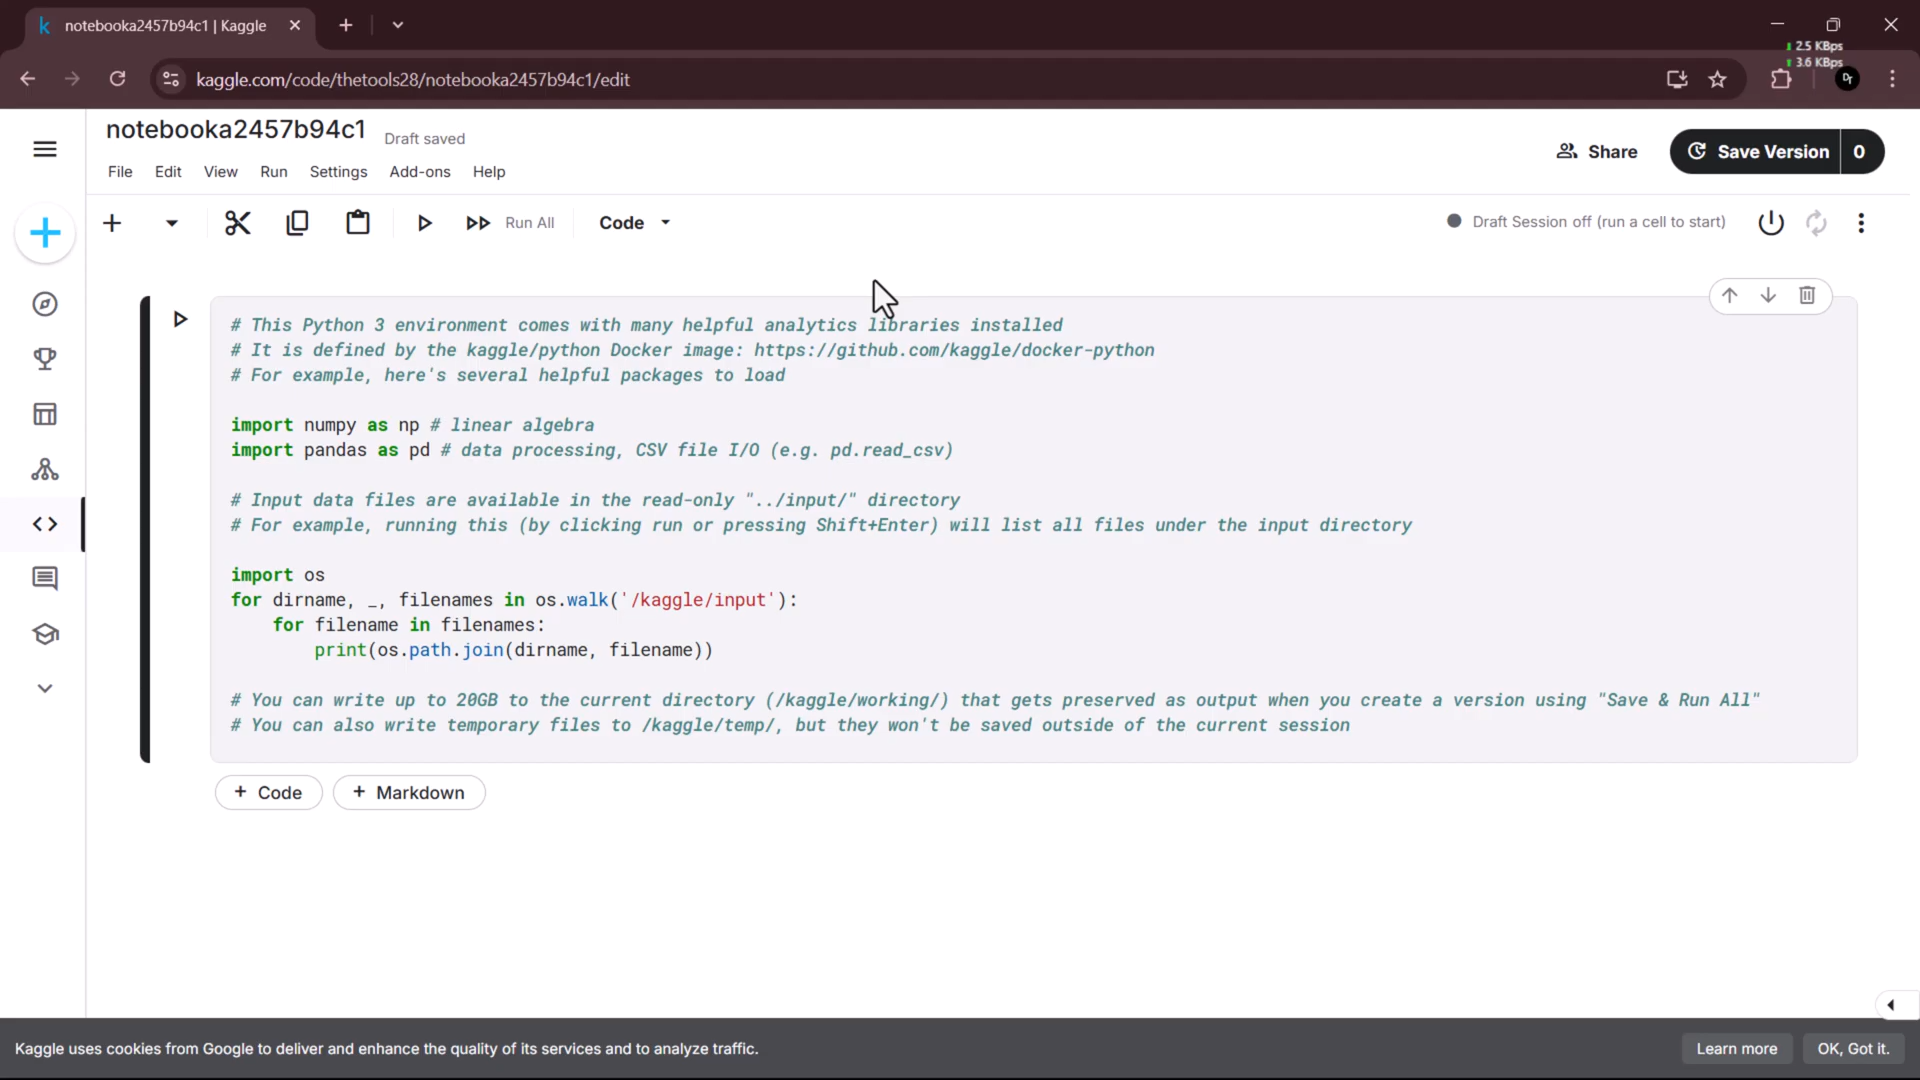 notebooka2457b94c1 | Kaggle
2.5 KBps
3.6 KBps
kaggle.com/code/thetools28/notebooka2457b94c1/edit
DT
notebooka2457b94c1 Draft saved
File Edit View Run Settings Add-ons Help
Share
Save Version 0
Run All
Code
Draft Session off (run a cell to start)
# This Python 3 environment comes with many helpful analytics libraries installed
# It is defined by the kaggle/python Docker image: https://github.com/kaggle/docker-python
# For example, here's several helpful packages to load
import numpy as np # linear algebra
import pandas as pd # data processing, CSV file I/O (e.g. pd.read_csv)
# Input data files are available in the read-only "../input/" directory
# For example, running this (by clicking run or pressing Shift+Enter) will list all files under the input directory
import os
for dirname, _, filenames in os.walk('/kaggle/input'):
    for filename in filenames:
        print(os.path.join(dirname, filename))
# You can write up to 20GB to the current directory (/kaggle/working/) that gets preserved as output when you create a version using "Save & Run All"
# You can also write temporary files to /kaggle/temp/, but they won't be saved outside of the current session
+ Code + Markdown
Kaggle uses cookies from Google to deliver and enhance the quality of its services and to analyze traffic.
Learn more
OK, Got it.